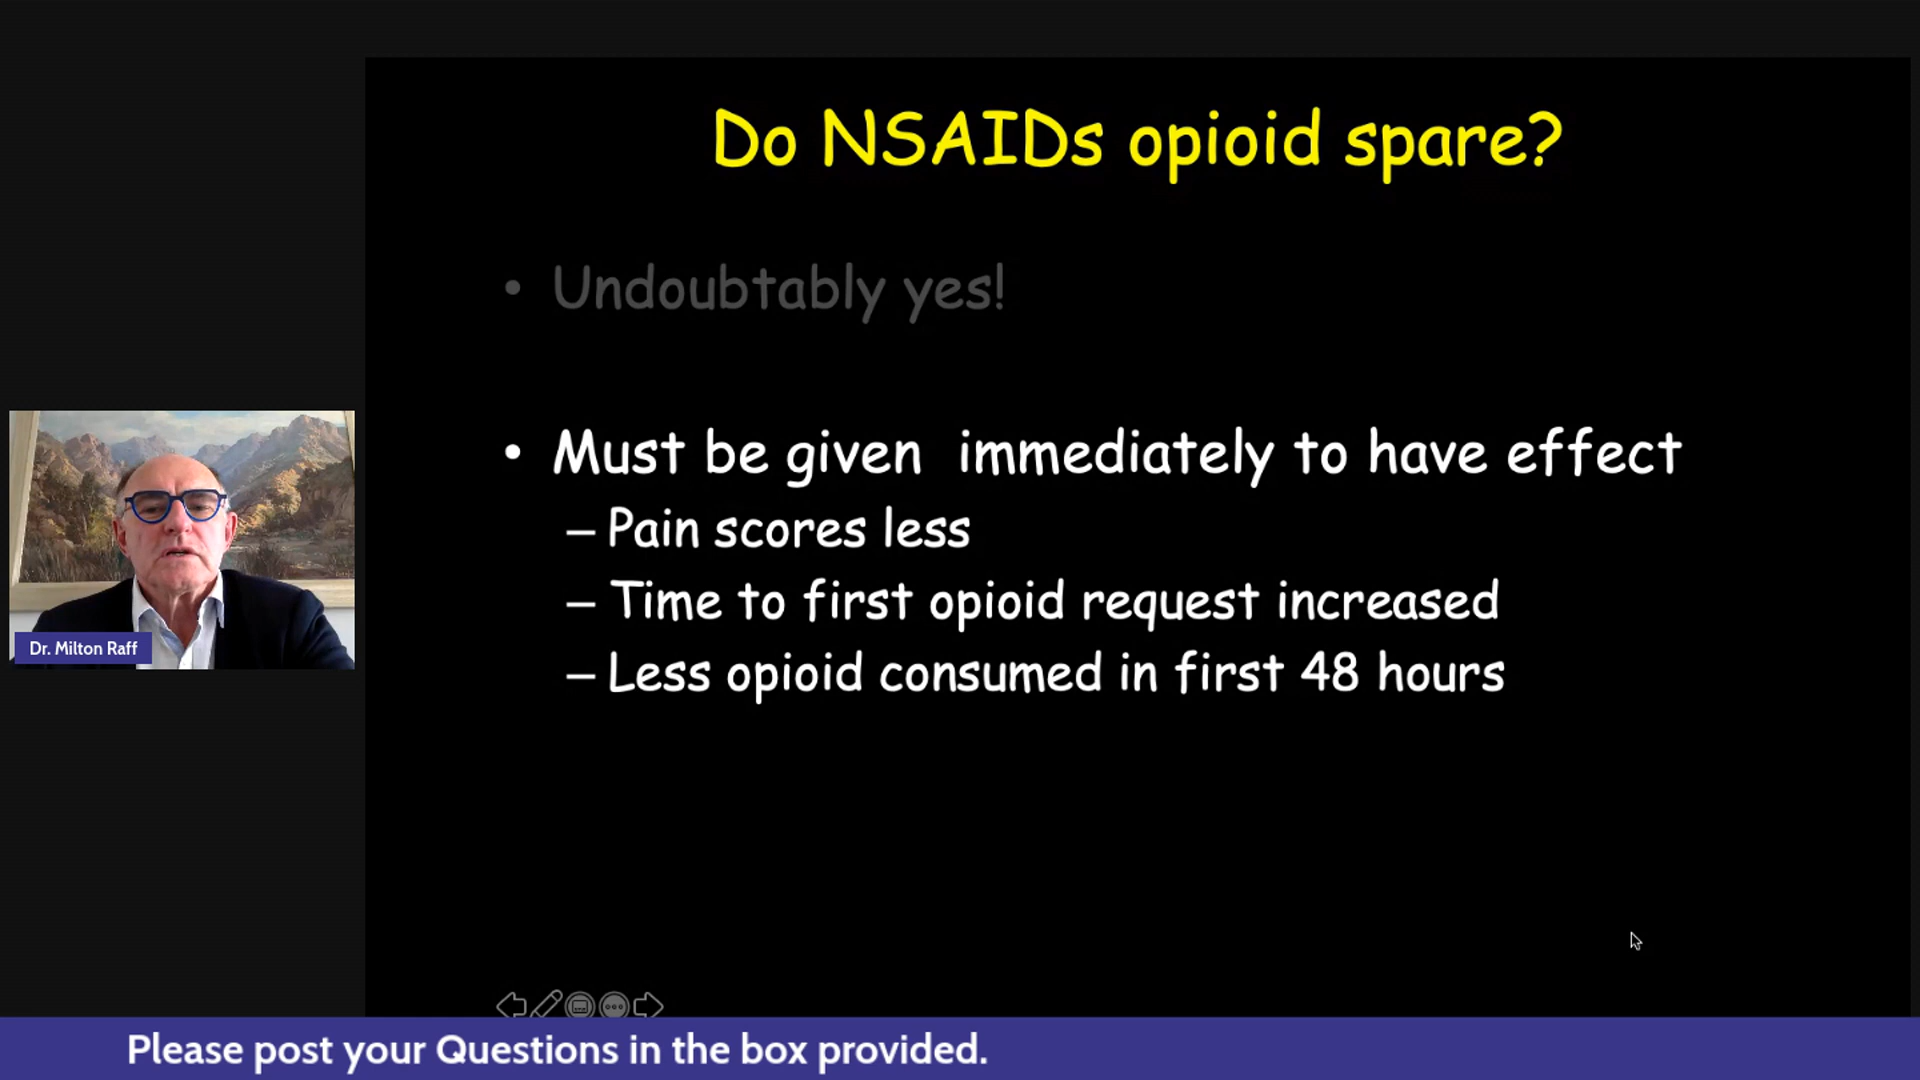 Do NSAIDs opioid spare?
• Undoubtably yes!
• Must be given  immediately to have effect
– Pain scores less
– Time to first opioid request increased
– Less opioid consumed in first 48 hours
Dr. Milton Raff
Please post your Questions in the box provided.